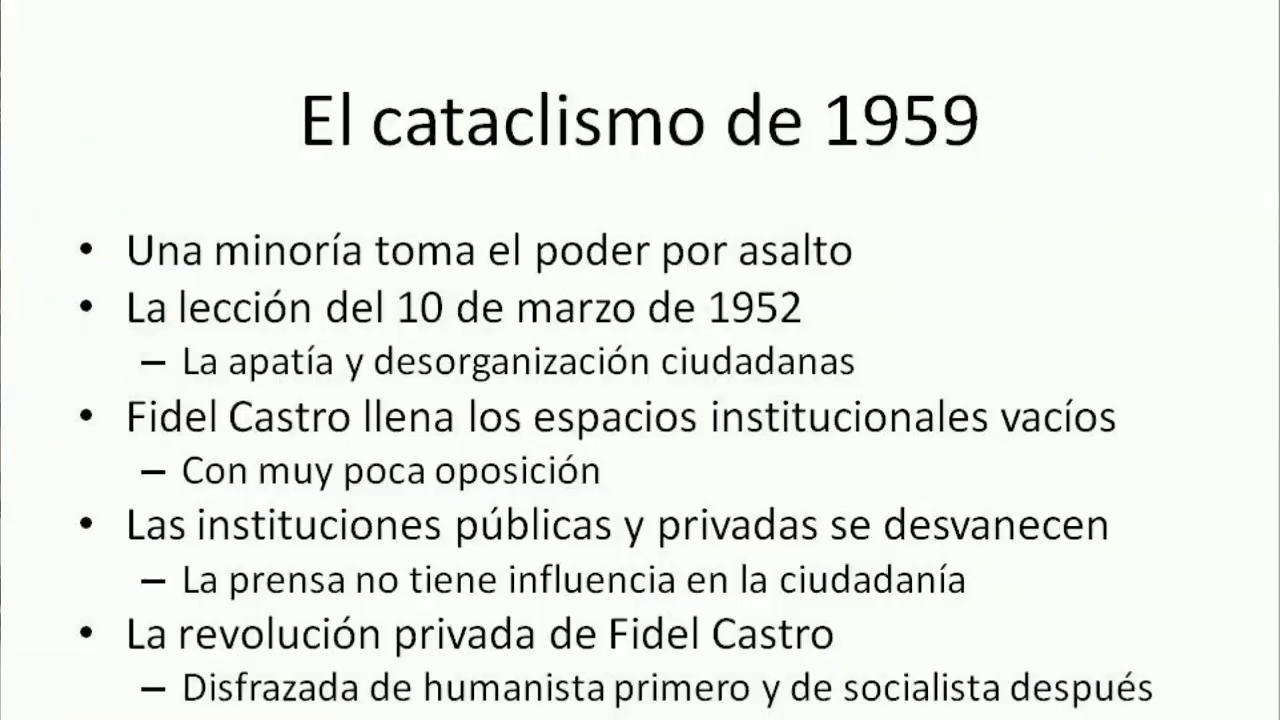 El cataclismo de 1959
• Una minoría toma el poder por asalto
• La lección del 10 de marzo de 1952
– La apatía y desorganización ciudadanas
• Fidel Castro llena los espacios institucionales vacíos
– Con muy poca oposición
• Las instituciones públicas y privadas se desvanecen
– La prensa no tiene influencia en la ciudadanía
• La revolución privada de Fidel Castro
– Disfrazada de humanista primero y de socialista después